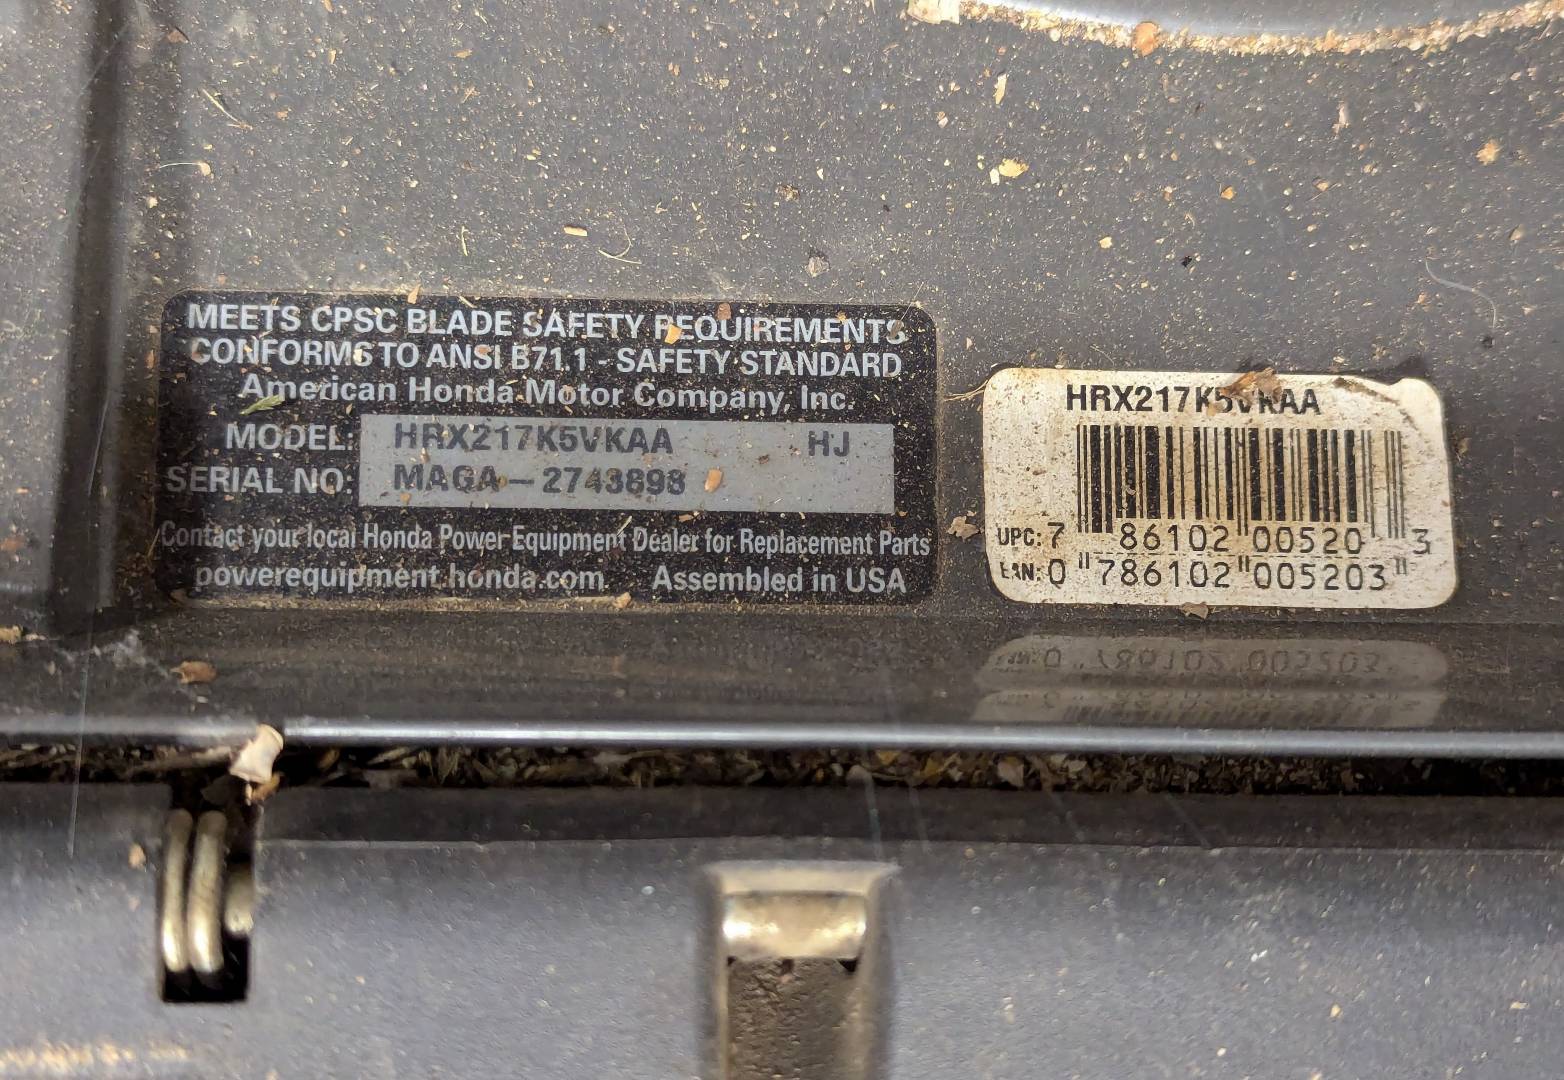 MEETS CPSC BLADE SAFETY REQUIREMENTS
CONFORMS TO ANSI B71.1 - SAFETY STANDARD
American Honda Motor Company, Inc.
MODEL: HRX217K5VKAA HJ
SERIAL NO: MAGA – 2743898
Contact your local Honda Power Equipment Dealer for Replacement Parts
powerequipment.honda.com Assembled in USA
HRX217K5VKAA
UPC: 7 86102 00520 3
EAN: 0 "786102 "005203 "